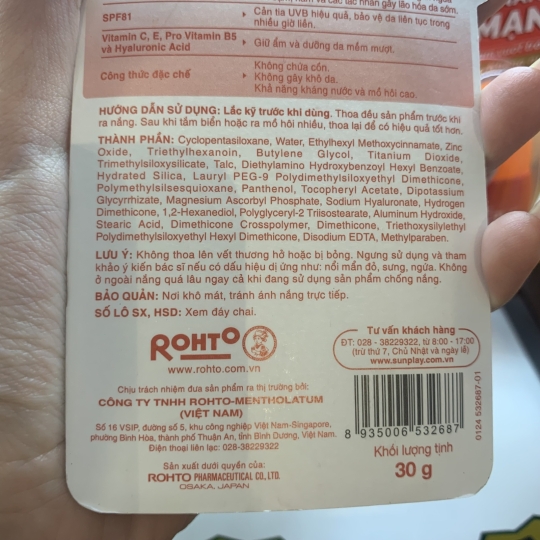 và các tác nhân gây lão hóa da sớm.
SPF81
Cản tia UVB hiệu quả, bảo vệ da liên tục trong
nhiều giờ liền.
Vitamin C, E, Pro Vitamin B5
và Hyaluronic Acid
Giữ ẩm và dưỡng da mềm mượt.
Công thức đặc chế
Không chứa cồn.
Không gây khô da.
Khả năng kháng nước và mồ hôi cao.
HƯỚNG DẪN SỬ DỤNG: Lắc kỹ trước khi dùng. Thoa đều sản phẩm trước khi
ra nắng. Sau khi tắm biển hoặc ra mồ hôi nhiều, thoa lại để có hiệu quả tốt hơn.
THÀNH PHẦN: Cyclopentasiloxane, Water, Ethylhexyl Methoxycinnamate, Zinc
Oxide, Triethylhexanoin, Butylene Glycol, Titanium Dioxide,
Trimethylsiloxysilicate, Talc, Diethylamino Hydroxybenzoyl Hexyl Benzoate,
Hydrated Silica, Lauryl PEG-9 Polydimethylsiloxyethyl Dimethicone,
Polymethylsilsesquioxane, Panthenol, Tocopheryl Acetate, Dipotassium
Glycyrrhizate, Magnesium Ascorbyl Phosphate, Sodium Hyaluronate, Hydrogen
Dimethicone, 1,2-Hexanediol, Polyglyceryl-2 Triisostearate, Aluminum Hydroxide,
Stearic Acid, Dimethicone Crosspolymer, Dimethicone, Triethoxysilylethyl
Polydimethylsiloxyethyl Hexyl Dimethicone, Disodium EDTA, Methylparaben.
LƯU Ý: Không thoa lên vết thương hở hoặc bị bỏng. Ngưng sử dụng và tham
khảo ý kiến bác sĩ nếu có dấu hiệu dị ứng như: nổi mẩn đỏ, sưng, ngứa. Không
ở ngoài nắng quá lâu ngay cả khi đang sử dụng sản phẩm chống nắng.
BẢO QUẢN: Nơi khô mát, tránh ánh nắng trực tiếp.
SỐ LÔ SX, HSD: Xem đáy chai.
ROHTO
www.rohto.com.vn
Tư vấn khách hàng
ĐT: 028 - 38229322, từ 8:00 - 17:00
(trừ thứ 7, Chủ Nhật và ngày lễ)
www.sunplay.com.vn
Chịu trách nhiệm đưa sản phẩm ra thị trường bởi:
CÔNG TY TNHH ROHTO-MENTHOLATUM
(VIỆT NAM)
Số 16 VSIP, đường số 5, khu công nghiệp Việt Nam-Singapore,
phường Bình Hòa, thành phố Thuận An, tỉnh Bình Dương, Việt Nam.
Điện thoại liên lạc: 028-38229322
Sản xuất dưới quyền của:
ROHTO PHARMACEUTICAL CO., LTD.
OSAKA, JAPAN
8 935006 532687
0124 532687-01
Khối lượng tịnh
30 g
MẠN